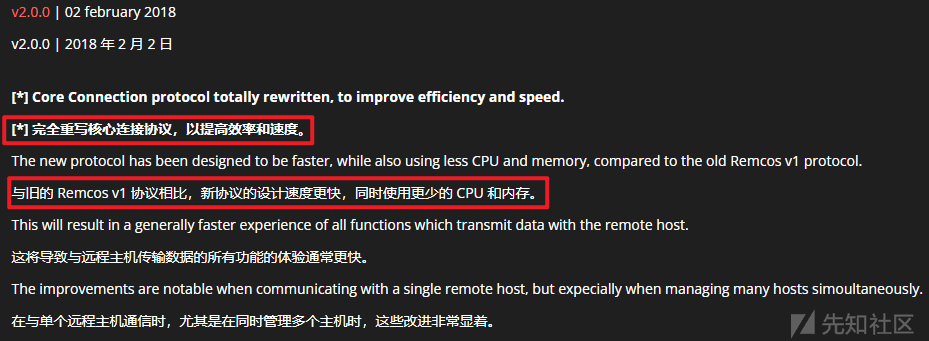 v2.0.0 | 02 february 2018
v2.0.0 | 2018 年 2 月 2 日
[*] Core Connection protocol totally rewritten, to improve efficiency and speed.
[*] 完全重写核心连接协议，以提高效率和速度。
The new protocol has been designed to be faster, while also using less CPU and memory, compared to the old Remcos v1 protocol.
与旧的 Remcos v1 协议相比，新协议的设计速度更快，同时使用更少的 CPU 和内存。
This will result in a generally faster experience of all functions which transmit data with the remote host.
这将导致与远程主机传输数据的所有功能的体验通常更快。
The improvements are notable when communicating with a single remote host, but expecially when managing many hosts simoultaneously.
在与单个远程主机通信时，尤其是在同时管理多个主机时，这些改进非常显着。
先知社区